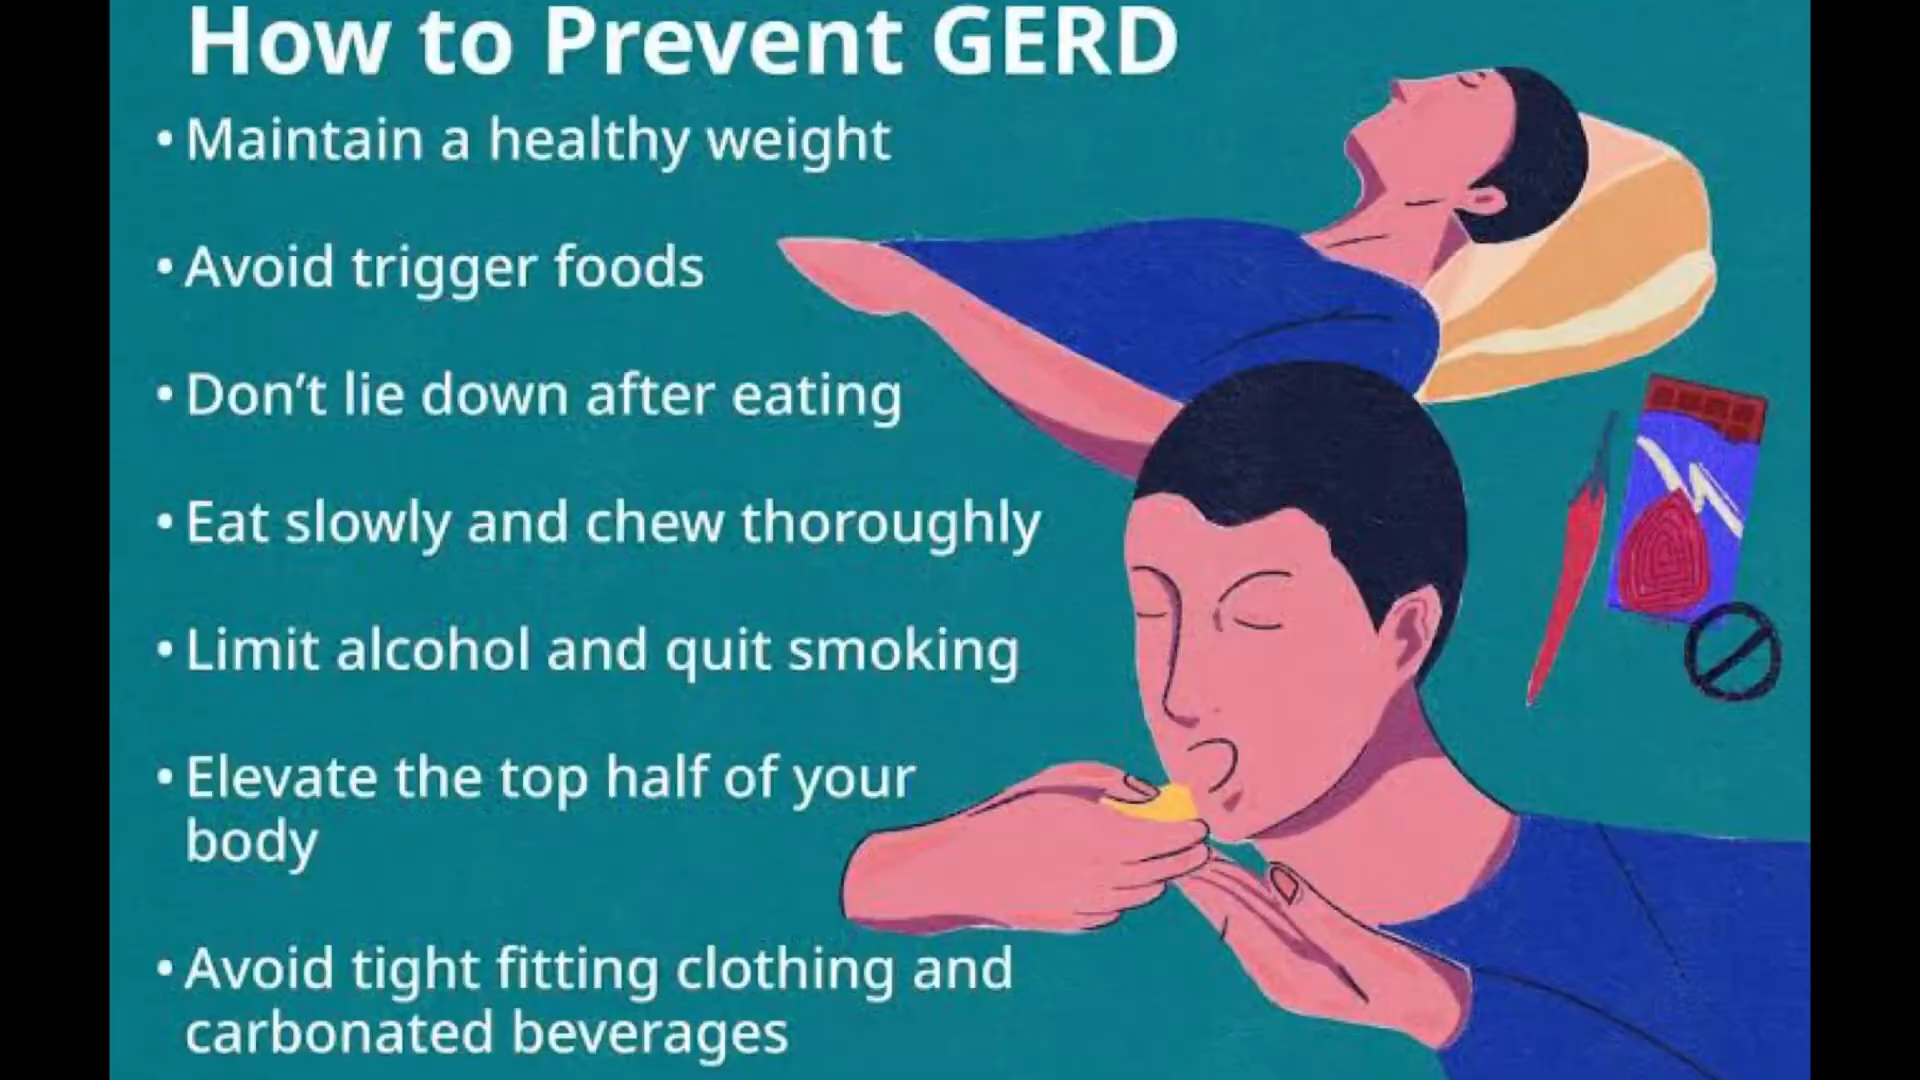 How to Prevent GERD
• Maintain a healthy weight
• Avoid trigger foods
• Don’t lie down after eating
• Eat slowly and chew thoroughly
• Limit alcohol and quit smoking
• Elevate the top half of your
body
• Avoid tight fitting clothing and
carbonated beverages